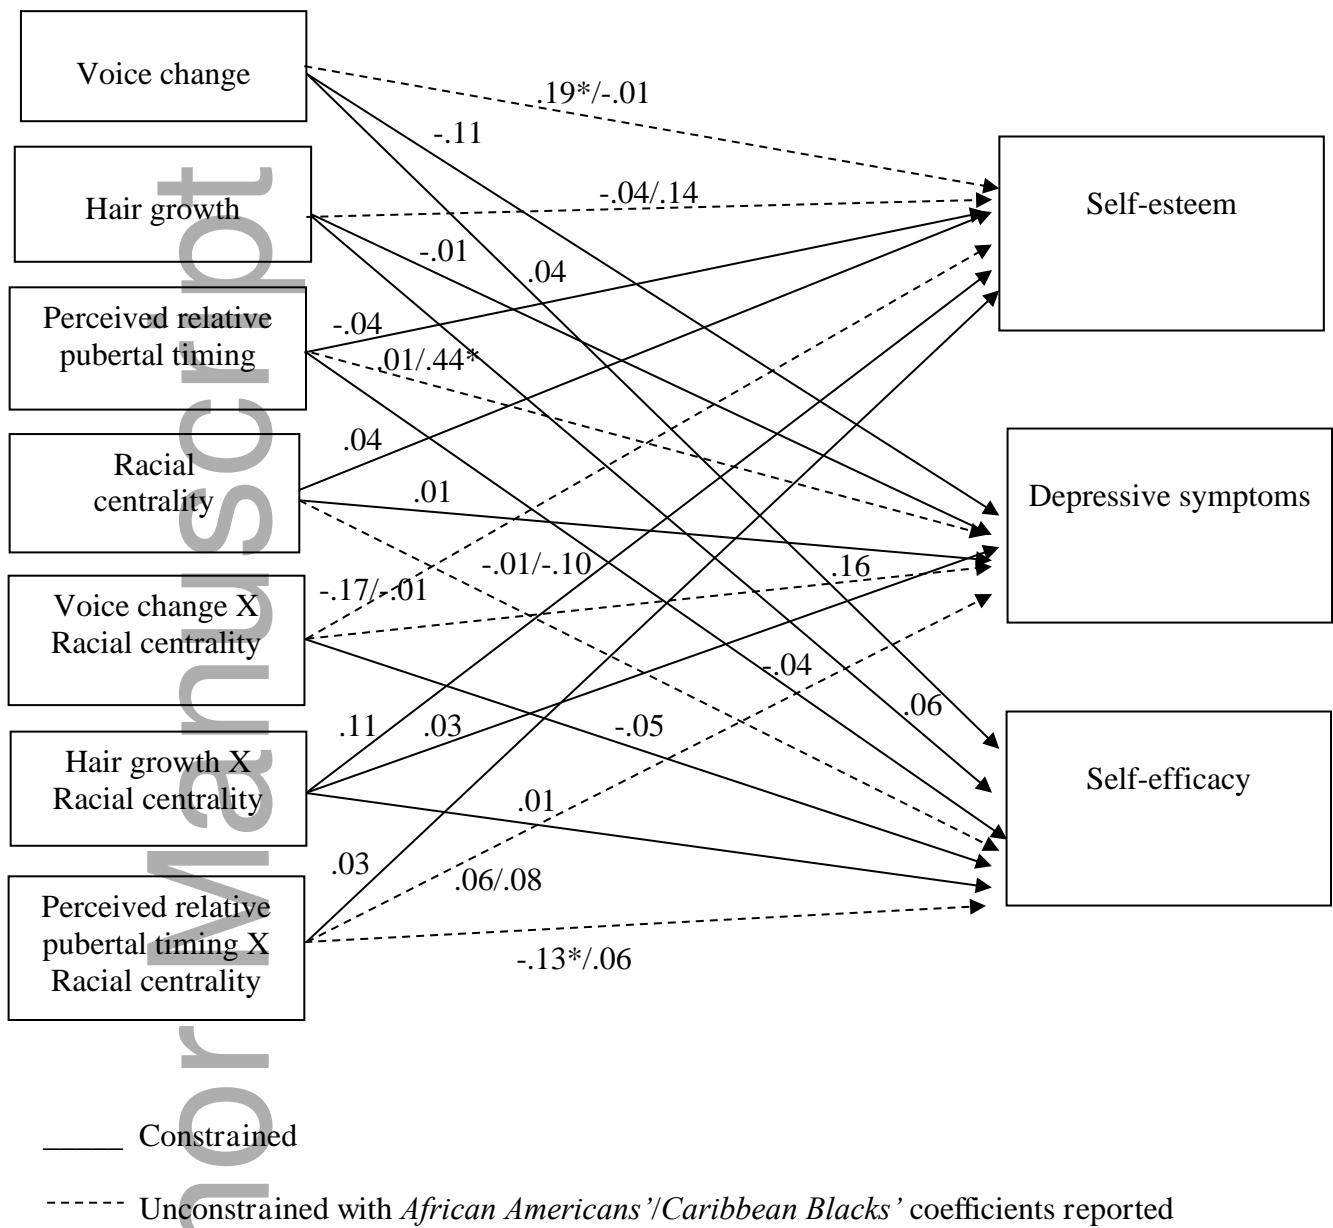 Voice change
.19*/-.01
-.11
Hair growth
-.04/.14
Self-esteem
-.01
.04
Perceived relative
pubertal timing
-.04
.01/.44*
Racial
centrality
.04
.01
Depressive symptoms
Voice change X
Racial centrality
-.17/-.01
-.01/-.10
.16
-.04
Hair growth X
Racial centrality
.11
.03
-.05
.06
Self-efficacy
.01
.03
.06/.08
Perceived relative
pubertal timing X
Racial centrality
-.13*/.06
_____ Constrained
------ Unconstrained with African Americans'/Caribbean Blacks' coefficients reported
or Manuscript